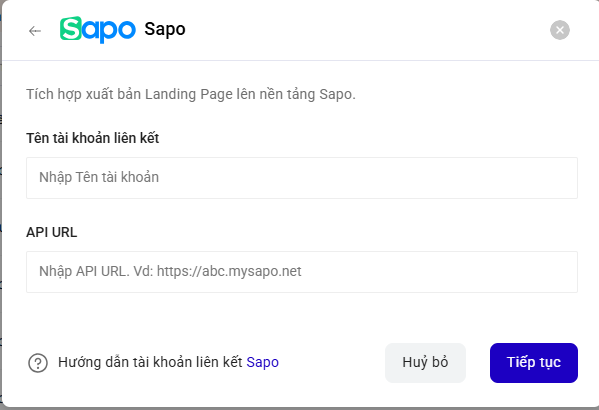 Sapo Sapo
Tích hợp xuất bản Landing Page lên nền tảng Sapo.
Tên tài khoản liên kết
Nhập Tên tài khoản
API URL
Nhập API URL. Vd: https://abc.mysapo.net
Hướng dẫn tài khoản liên kết Sapo Huỷ bỏ Tiếp tục